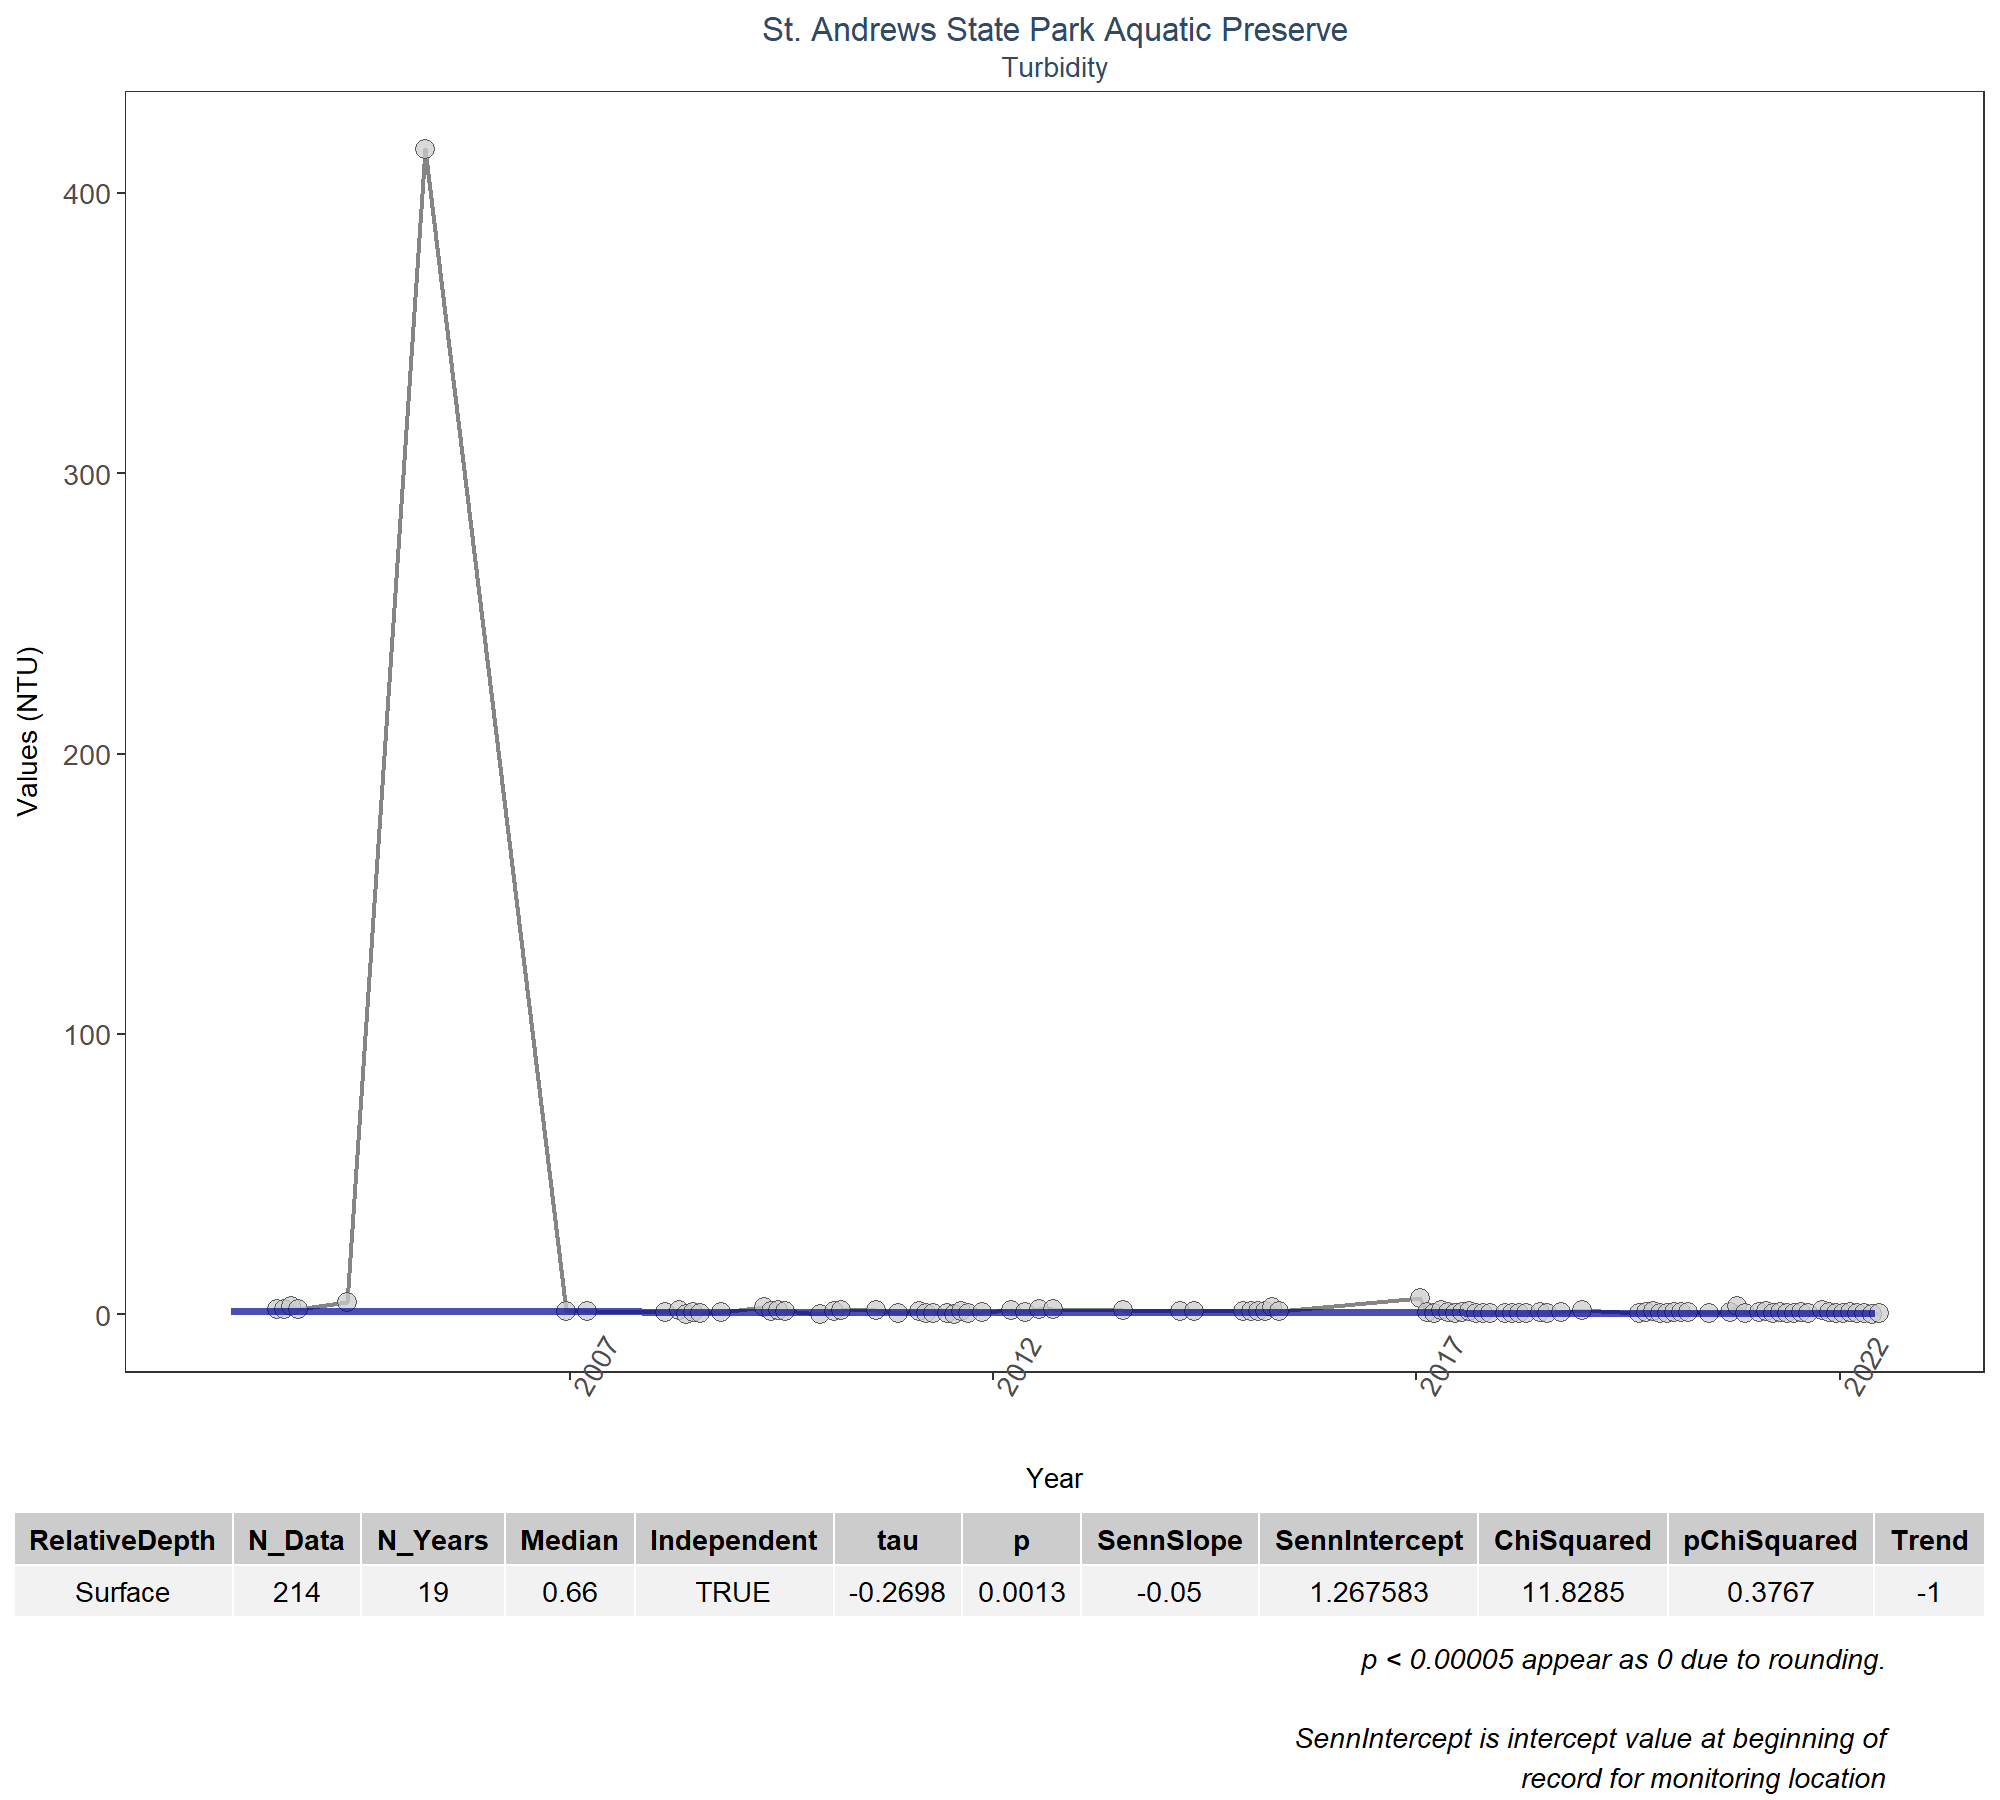 St. Andrews State Park Aquatic Preserve
Turbidity
Values (NTU)
400
300
200
100
0
2007 2012 2017 2022
Year
RelativeDepth N_Data N_Years Median Independent tau p SennSlope SennIntercept ChiSquared pChiSquared Trend
Surface 214 19 0.66 TRUE -0.2698 0.0013 -0.05 1.267583 11.8285 0.3767 -1
p < 0.00005 appear as 0 due to rounding.
SennIntercept is intercept value at beginning of
record for monitoring location